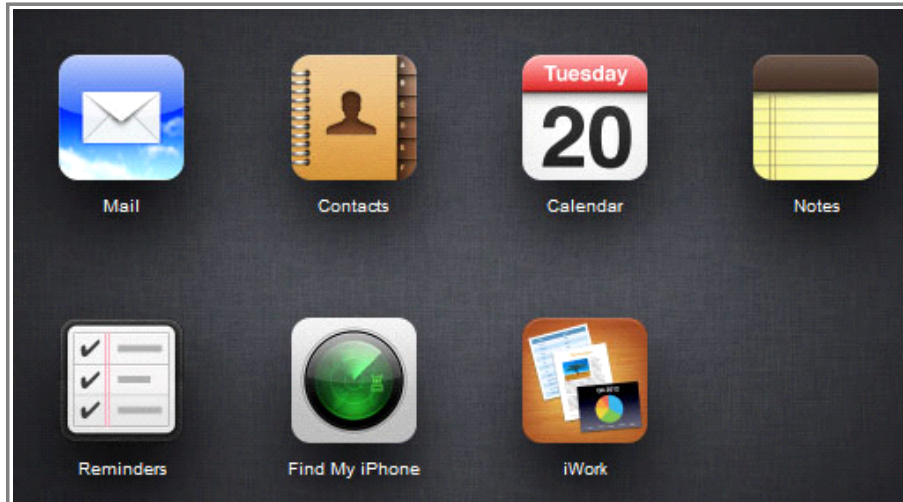 Tuesday
20
Mail
Contacts
Calendar
Notes
Reminders
Find My iPhone
iWork